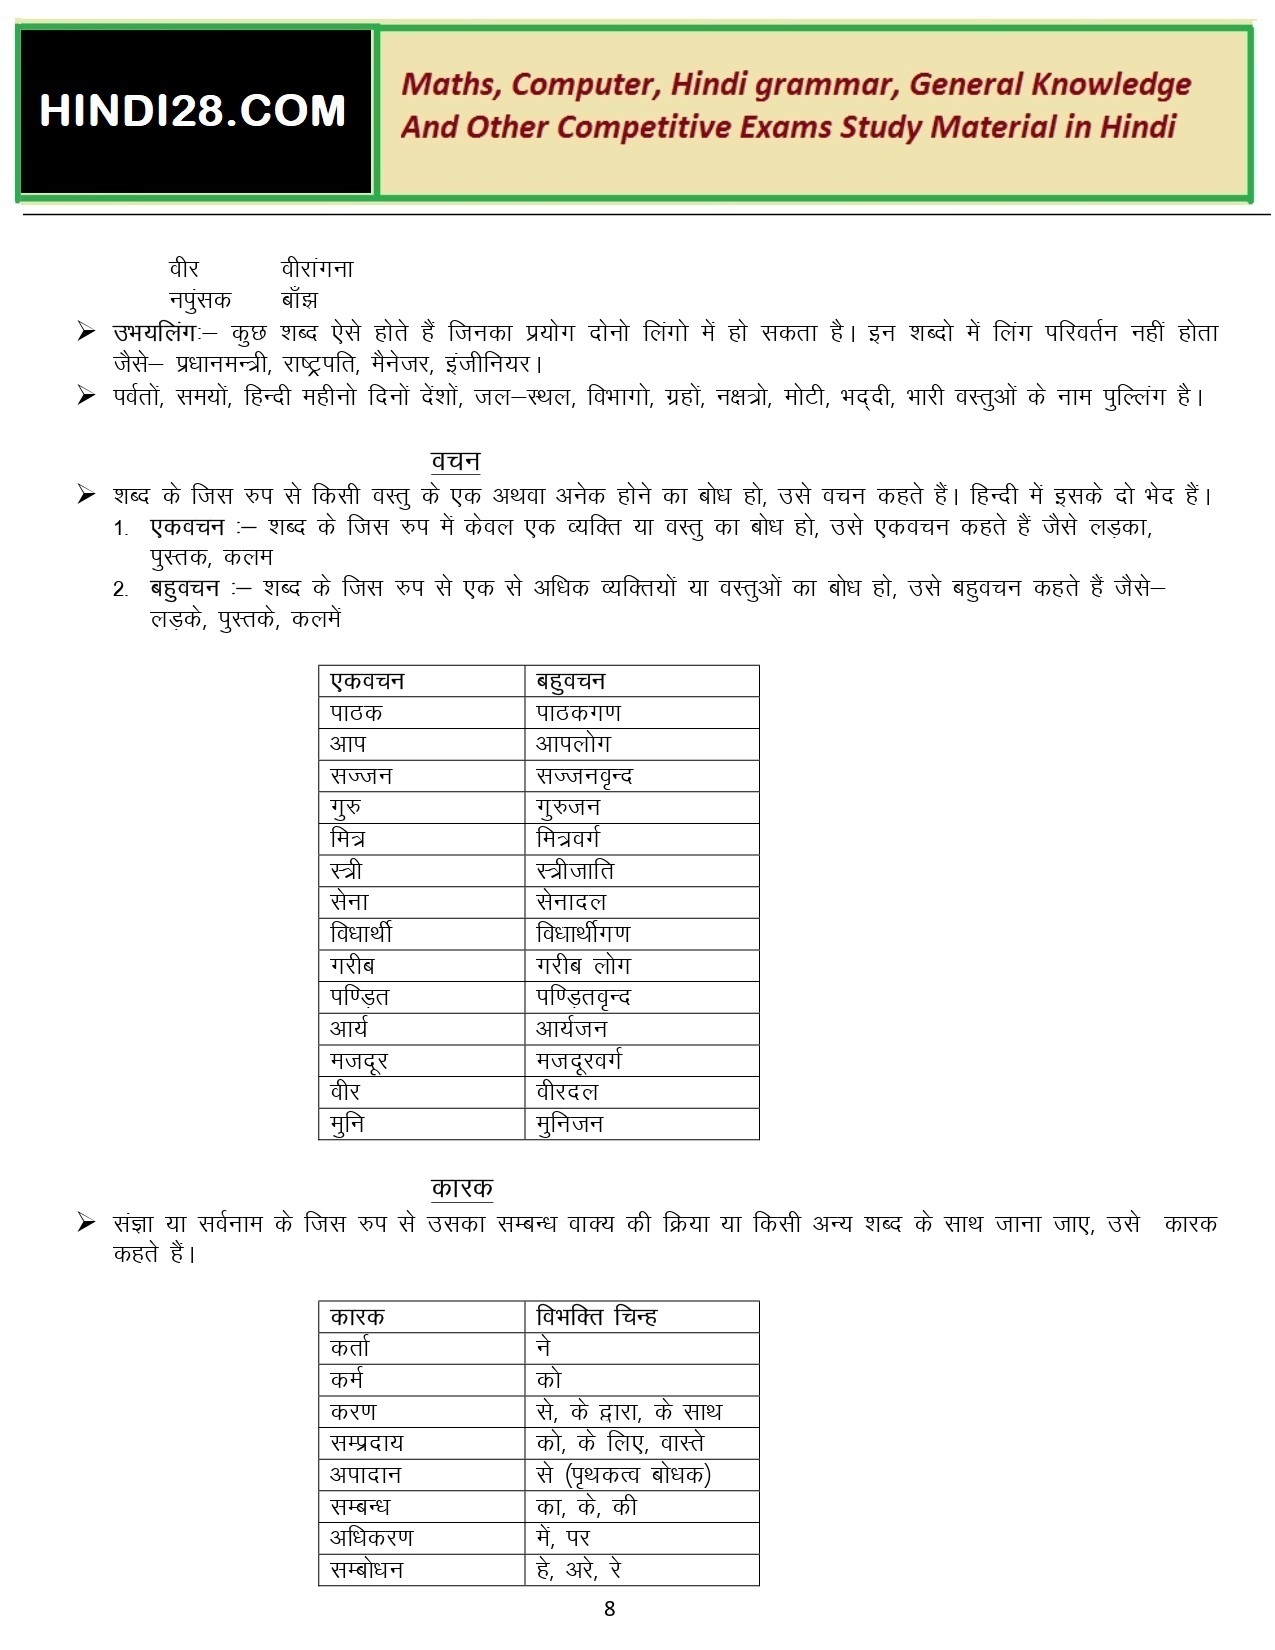 HINDI28.COM
Maths, Computer, Hindi grammar, General Knowledge
And Other Competitive Exams Study Material in Hindi
वीर वीरांगना
नपुंसक बाँझ
➢ उभयलिंगः– कुछ शब्द ऐसे होते हैं जिनका प्रयोग दोनो लिंगो में हो सकता है। इन शब्दो में लिंग परिवर्तन नहीं होता
जैसे– प्रधानमन्त्री, राष्ट्रपति, मैनेजर, इंजीनियर।
➢ पर्वतों, समयों, हिन्दी महीनो दिनों देंशों, जल–स्थल, विभागो, ग्रहों, नक्षत्रो, मोटी, भद्दी, भारी वस्तुओं के नाम पुल्लिंग है।
वचन
➢ शब्द के जिस रुप से किसी वस्तु के एक अथवा अनेक होने का बोध हो, उसे वचन कहते हैं। हिन्दी में इसके दो भेद हैं।
1. एकवचन :– शब्द के जिस रुप में केवल एक व्यक्ति या वस्तु का बोध हो, उसे एकवचन कहते हैं जैसे लड़का,
पुस्तक, कलम
2. बहुवचन :– शब्द के जिस रुप से एक से अधिक व्यक्तियों या वस्तुओं का बोध हो, उसे बहुवचन कहते हैं जैसे–
लड़के, पुस्तके, कलमें
एकवचन बहुवचन
पाठक पाठकगण
आप आपलोग
सज्जन सज्जनवृन्द
गुरु गुरुजन
मित्र मित्रवर्ग
स्त्री स्त्रीजाति
सेना सेनादल
विधार्थी विधार्थीगण
गरीब गरीब लोग
पण्ड़ित पण्ड़ितवृन्द
आर्य आर्यजन
मजदूर मजदूरवर्ग
वीर वीरदल
मुनि मुनिजन
कारक
➢ संज्ञा या सर्वनाम के जिस रुप से उसका सम्बन्ध वाक्य की क्रिया या किसी अन्य शब्द के साथ जाना जाए, उसे कारक
कहते हैं।
कारक विभक्ति चिन्ह
कर्ता ने
कर्म को
करण से, के द्वारा, के साथ
सम्प्रदाय को, के लिए, वास्ते
अपादान से (पृथकत्व बोधक)
सम्बन्ध का, के, की
अधिकरण में, पर
सम्बोधन हे, अरे, रे
8